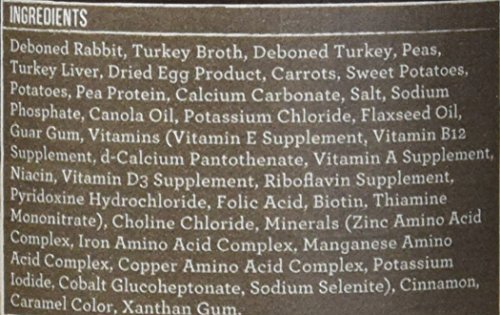 INGREDIENTS
Deboned Rabbit, Turkey Broth, Deboned Turkey, Peas,
Turkey Liver, Dried Egg Product, Carrots, Sweet Potatoes,
Potatoes, Pea Protein, Calcium Carbonate, Salt, Sodium
Phosphate, Canola Oil, Potassium Chloride, Flaxseed Oil,
Guar Gum, Vitamins (Vitamin E Supplement, Vitamin B12
Supplement, d-Calcium Pantothenate, Vitamin A Supplement,
Niacin, Vitamin D3 Supplement, Riboflavin Supplement,
Pyridoxine Hydrochloride, Folic Acid, Biotin, Thiamine
Mononitrate), Choline Chloride, Minerals (Zinc Amino Acid
Complex, Iron Amino Acid Complex, Manganese Amino
Acid Complex, Copper Amino Acid Complex, Potassium
Iodide, Cobalt Glucoheptonate, Sodium Selenite), Cinnamon,
Caramel Color, Xanthan Gum.